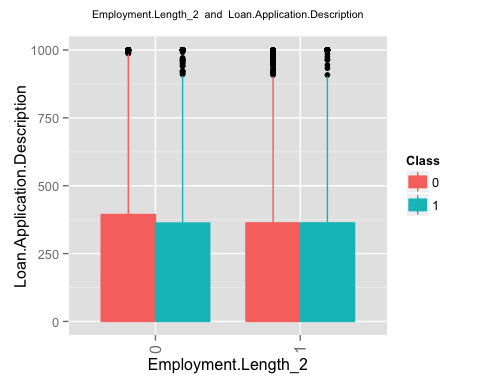 Employment.Length_2 and Loan.Application.Description
1000
750
500
250
0
Loan.Application.Description
0
1
Employment.Length_2
Class
0
1